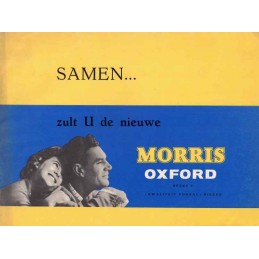 SAMEN...
zult U de nieuwe
MORRIS
OXFORD